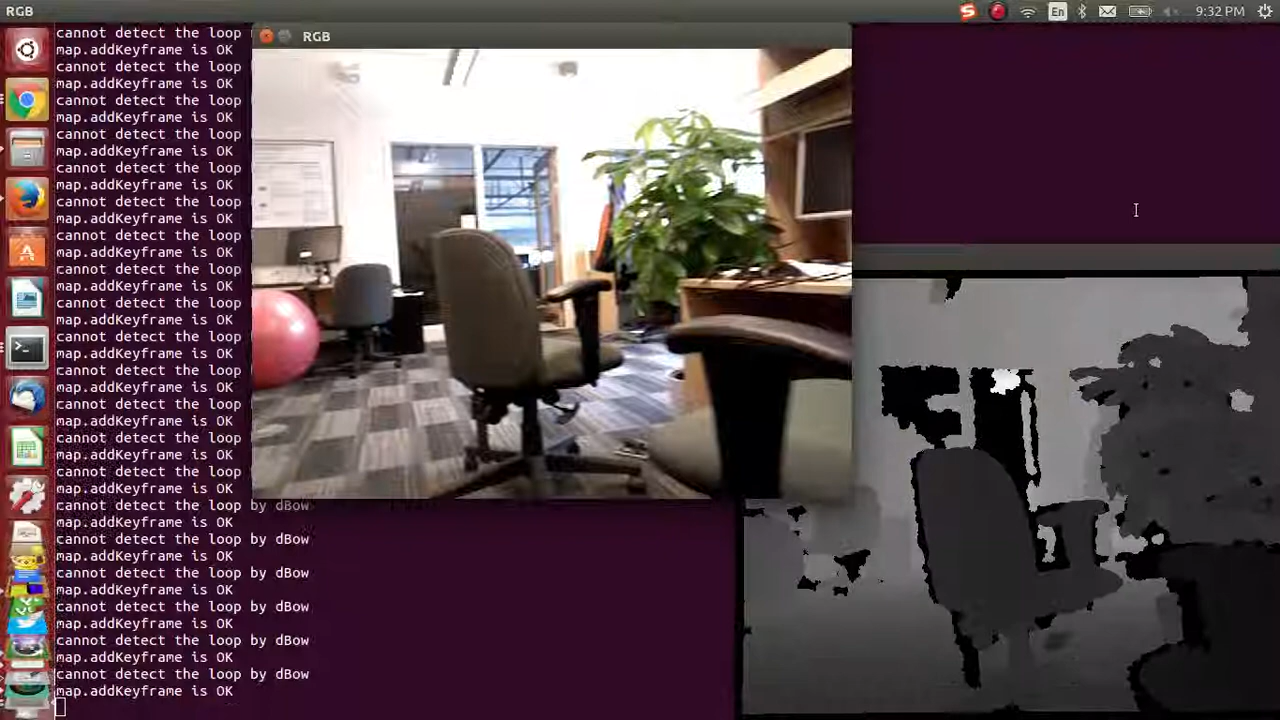 RGB
En
9:32 PM
RGB
cannot detect the loop
map.addKeyframe is OK
cannot detect the loop
map.addKeyframe is OK
cannot detect the loop
map.addKeyframe is OK
cannot detect the loop
map.addKeyframe is OK
cannot detect the loop
map.addKeyframe is OK
cannot detect the loop
map.addKeyframe is OK
cannot detect the loop
map.addKeyframe is OK
cannot detect the loop
map.addKeyframe is OK
cannot detect the loop
map.addKeyframe is OK
cannot detect the loop
map.addKeyframe is OK
cannot detect the loop
map.addKeyframe is OK
cannot detect the loop
map.addKeyframe is OK
cannot detect the loop
map.addKeyframe is OK
cannot detect the loop
map.addKeyframe is OK
cannot detect the loop by dBow
map.addKeyframe is OK
cannot detect the loop by dBow
map.addKeyframe is OK
cannot detect the loop by dBow
map.addKeyframe is OK
cannot detect the loop by dBow
map.addKeyframe is OK
cannot detect the loop by dBow
map.addKeyframe is OK
cannot detect the loop by dBow
map.addKeyframe is OK